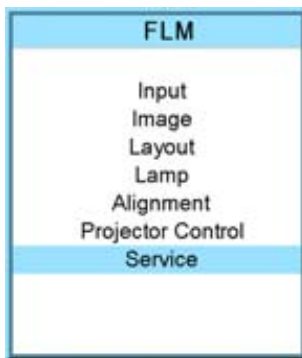 FLM
Input
Image
Layout
Lamp
Alignment
Projector Control
Service